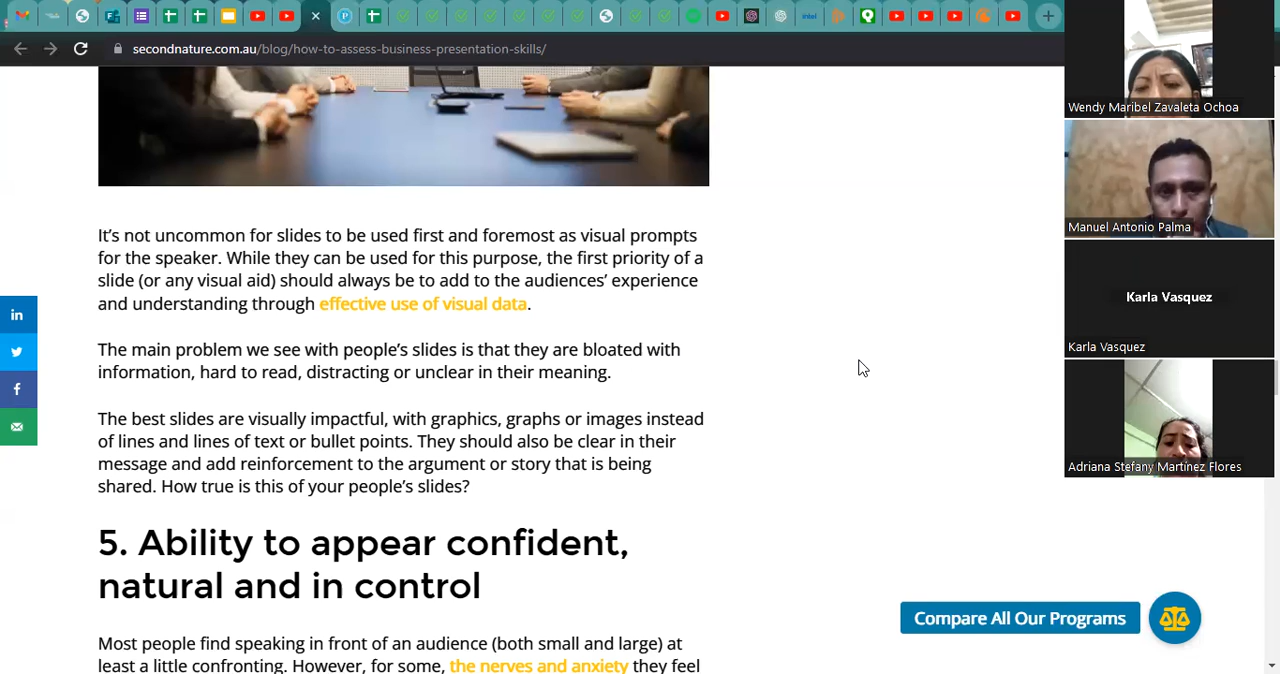 secondnature.com.au/blog/how-to-assess-business-presentation-skills/
It's not uncommon for slides to be used first and foremost as visual prompts
for the speaker. While they can be used for this purpose, the first priority of a
slide (or any visual aid) should always be to add to the audiences' experience
and understanding through effective use of visual data.
The main problem we see with people's slides is that they are bloated with
information, hard to read, distracting or unclear in their meaning.
The best slides are visually impactful, with graphics, graphs or images instead
of lines and lines of text or bullet points. They should also be clear in their
message and add reinforcement to the argument or story that is being
shared. How true is this of your people's slides?
5. Ability to appear confident,
natural and in control
Most people find speaking in front of an audience (both small and large) at
least a little confronting. However, for some, the nerves and anxiety they feel
Compare All Our Programs
in
f
Wendy Maribel Zavaleta Ochoa
Manuel Antonio Palma
Karla Vasquez
Karla Vasquez
Adriana Stefany Martínez Flores
intel